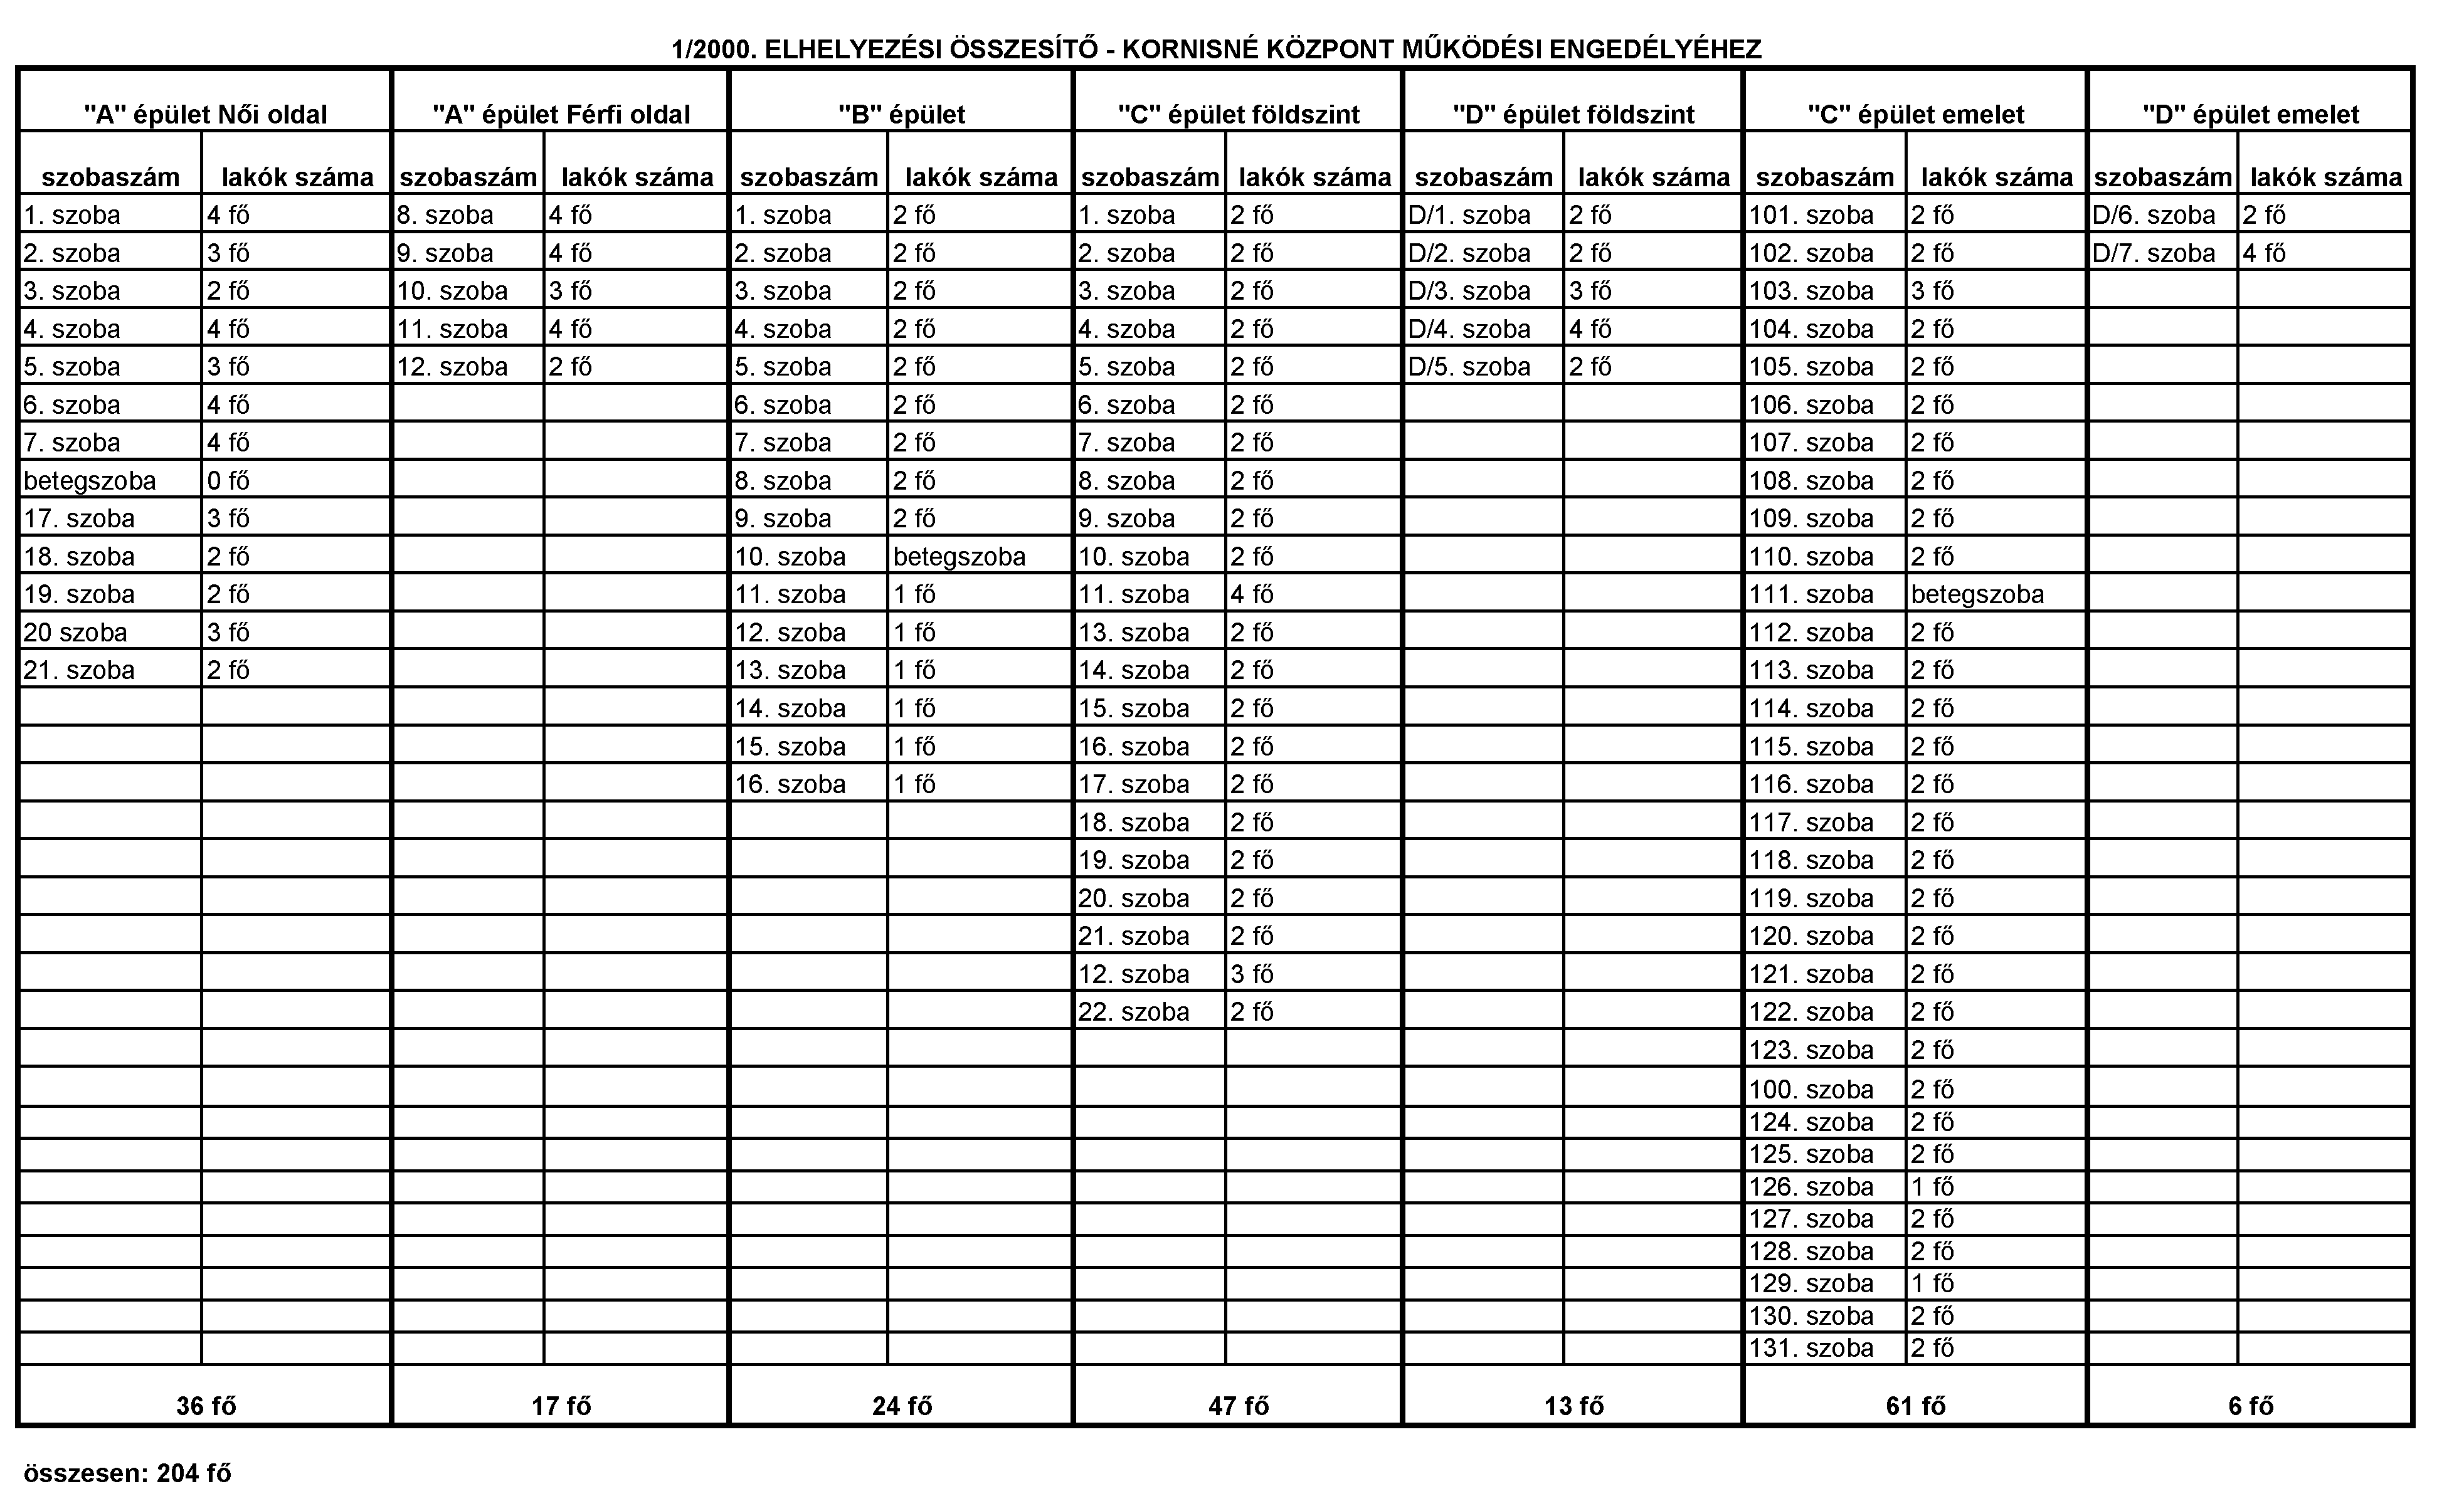 1/2000. ELHELYEZÉSI ÖSSZESÍTŐ - KORNISNÉ KÖZPONT MŰKÖDÉSI ENGEDÉLYÉHEZ
"A" épület Női oldal "A" épület Férfi oldal "B" épület "C" épület földszint "D" épület földszint "C" épület emelet "D" épület emelet
szobaszám lakók száma szobaszám lakók száma szobaszám lakók száma szobaszám lakók száma szobaszám lakók száma szobaszám lakók száma szobaszám lakók száma
1. szoba 4 fő 8. szoba 4 fő 1. szoba 2 fő 1. szoba 2 fő D/1. szoba 2 fő 101. szoba 2 fő D/6. szoba 2 fő
2. szoba 3 fő 9. szoba 4 fő 2. szoba 2 fő 2. szoba 2 fő D/2. szoba 2 fő 102. szoba 2 fő D/7. szoba 4 fő
3. szoba 2 fő 10. szoba 3 fő 3. szoba 2 fő 3. szoba 2 fő D/3. szoba 3 fő 103. szoba 3 fő
4. szoba 4 fő 11. szoba 4 fő 4. szoba 2 fő 4. szoba 2 fő D/4. szoba 4 fő 104. szoba 2 fő
5. szoba 3 fő 12. szoba 2 fő 5. szoba 2 fő 5. szoba 2 fő D/5. szoba 2 fő 105. szoba 2 fő
6. szoba 4 fő 6. szoba 2 fő 6. szoba 2 fő 106. szoba 2 fő
7. szoba 4 fő 7. szoba 2 fő 7. szoba 2 fő 107. szoba 2 fő
betegszoba 0 fő 8. szoba 2 fő 8. szoba 2 fő 108. szoba 2 fő
17. szoba 3 fő 9. szoba 2 fő 9. szoba 2 fő 109. szoba 2 fő
18. szoba 2 fő 10. szoba betegszoba 10. szoba 2 fő 110. szoba 2 fő
19. szoba 2 fő 11. szoba 1 fő 11. szoba 4 fő 111. szoba betegszoba
20 szoba 3 fő 12. szoba 1 fő 13. szoba 2 fő 112. szoba 2 fő
21. szoba 2 fő 13. szoba 1 fő 14. szoba 2 fő 113. szoba 2 fő
14. szoba 1 fő 15. szoba 2 fő 114. szoba 2 fő
15. szoba 1 fő 16. szoba 2 fő 115. szoba 2 fő
16. szoba 1 fő 17. szoba 2 fő 116. szoba 2 fő
18. szoba 2 fő 117. szoba 2 fő
19. szoba 2 fő 118. szoba 2 fő
20. szoba 2 fő 119. szoba 2 fő
21. szoba 2 fő 120. szoba 2 fő
12. szoba 3 fő 121. szoba 2 fő
22. szoba 2 fő 122. szoba 2 fő
123. szoba 2 fő
100. szoba 2 fő
124. szoba 2 fő
125. szoba 2 fő
126. szoba 1 fő
127. szoba 2 fő
128. szoba 2 fő
129. szoba 1 fő
130. szoba 2 fő
131. szoba 2 fő
36 fő 17 fő 24 fő 47 fő 13 fő 61 fő 6 fő
összesen: 204 fő